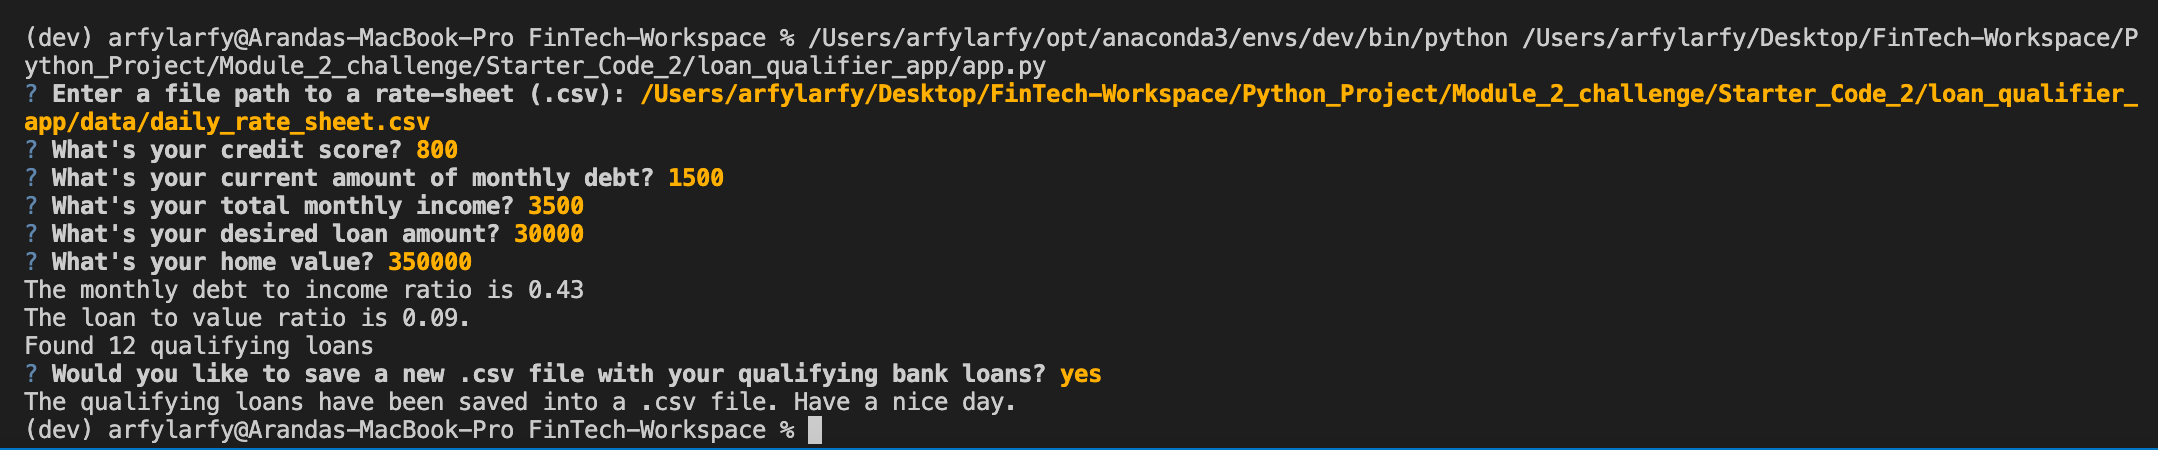 (dev) arfylarfy@Arandas-MacBook-Pro FinTech-Workspace % /Users/arfylarfy/opt/anaconda3/envs/dev/bin/python /Users/arfylarfy/Desktop/FinTech-Workspace/P
ython_Project/Module_2_challenge/Starter_Code_2/loan_qualifier_app/app.py
? Enter a file path to a rate-sheet (.csv): /Users/arfylarfy/Desktop/FinTech-Workspace/Python_Project/Module_2_challenge/Starter_Code_2/loan_qualifier_
app/data/daily_rate_sheet.csv
? What's your credit score? 800
? What's your current amount of monthly debt? 1500
? What's your total monthly income? 3500
? What's your desired loan amount? 30000
? What's your home value? 350000
The monthly debt to income ratio is 0.43
The loan to value ratio is 0.09.
Found 12 qualifying loans
? Would you like to save a new .csv file with your qualifying bank loans? yes
The qualifying loans have been saved into a .csv file. Have a nice day.
(dev) arfylarfy@Arandas-MacBook-Pro FinTech-Workspace %